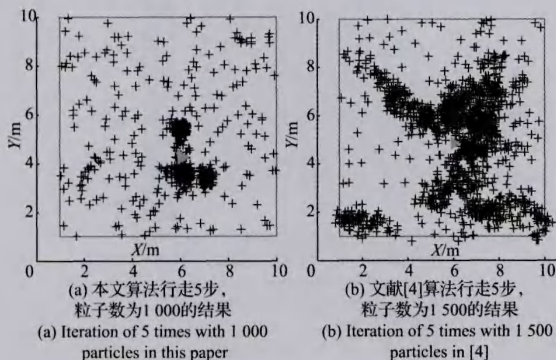 10
8
6
4
2
0
Y/m
X/m
2
4
6
8
10
(a) 本文算法行走5步,
粒子数为1 000的结果
(a) Iteration of 5 times with 1 000
particles in this paper
10
8
6
4
2
0
Y/m
X/m
2
4
6
8
10
(b) 文献[4]算法行走5步,
粒子数为1 500的结果
(b) Iteration of 5 times with 1 500
particles in [4]